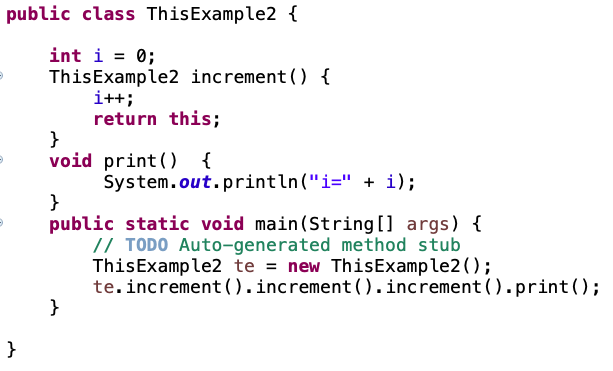 public class ThisExample2 {
int i = 0;
ThisExample2 increment() {
i++;
return this;
}
void print()  {
System.out.println("i=" + i);
}
public static void main(String[] args) {
// TODO Auto-generated method stub
ThisExample2 te = new ThisExample2();
te.increment().increment().increment().print();
}
}